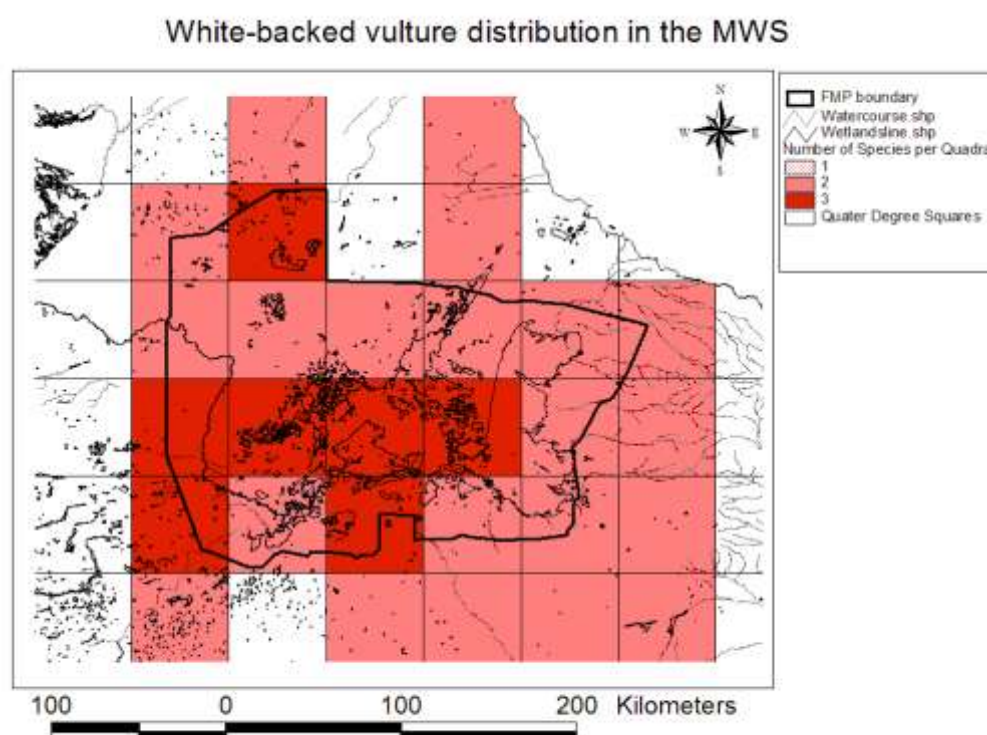 White-backed vulture distribution in the MWS
N
W E
S
FMP boundary
Watercourse.shp
Wetlandsline.shp
Number of Species per Quadra
1
2
3
Quater Degree Squares
100 0 100 200 Kilometers